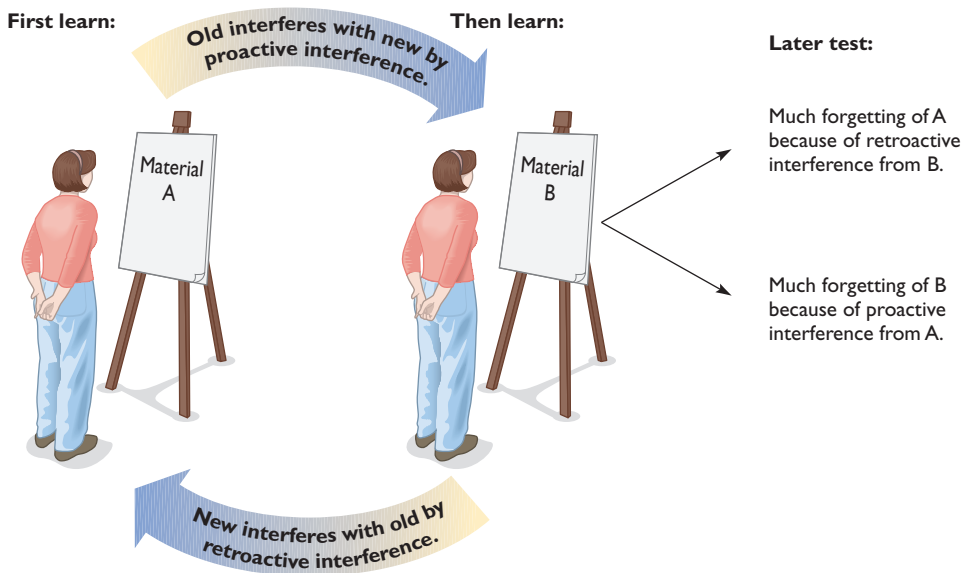 First learn:
Old interferes with new by
proactive interference.
Then learn:
Later test:
Material
A
Material
B
Much forgetting of A
because of retroactive
interference from B.
Much forgetting of B
because of proactive
interference from A.
New interferes with old by
retroactive interference.